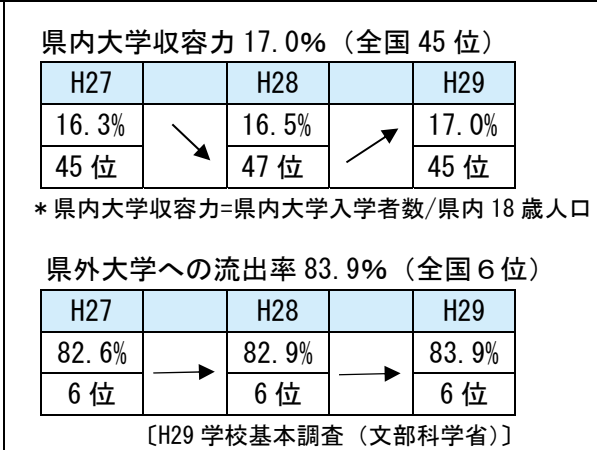 県内大学収容力 17.0%（全国 45 位）
H27 H28 H29
16.3% 16.5% 17.0%
45 位 47 位 45 位
＊県内大学収容力=県内大学入学者数/県内 18 歳人口
県外大学への流出率 83.9%（全国６位）
H27 H28 H29
82.6% 82.9% 83.9%
6 位 6 位 6 位
〔H29 学校基本調査（文部科学省）〕